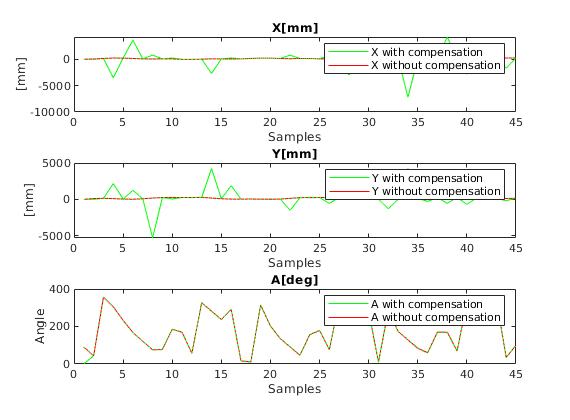 X[mm]
0
-5000
-10000
[mm]
X with compensation
X without compensation
0 5 10 15 20 25 30 35 40 45
Samples
Y[mm]
5000
0
-5000
[mm]
Y with compensation
Y without compensation
0 5 10 15 20 25 30 35 40 45
Samples
A[deg]
400
200
0
Angle
A with compensation
A without compensation
0 5 10 15 20 25 30 35 40 45
Samples